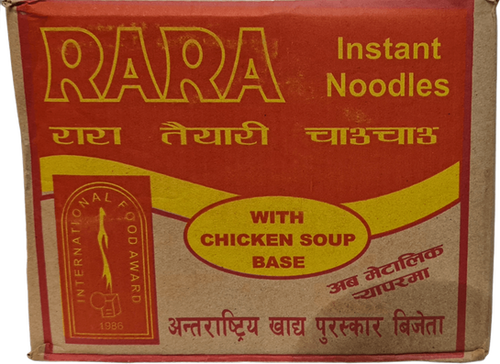 RARA
Instant
Noodles
रारा तैयारी चाउचाउ
INTERNATIONAL FOOD AWARD
1986
WITH
CHICKEN SOUP
BASE
अब मेटालिक
र्‍यापरमा
अन्तराष्ट्रिय खाद्य पुरस्कार बिजेता